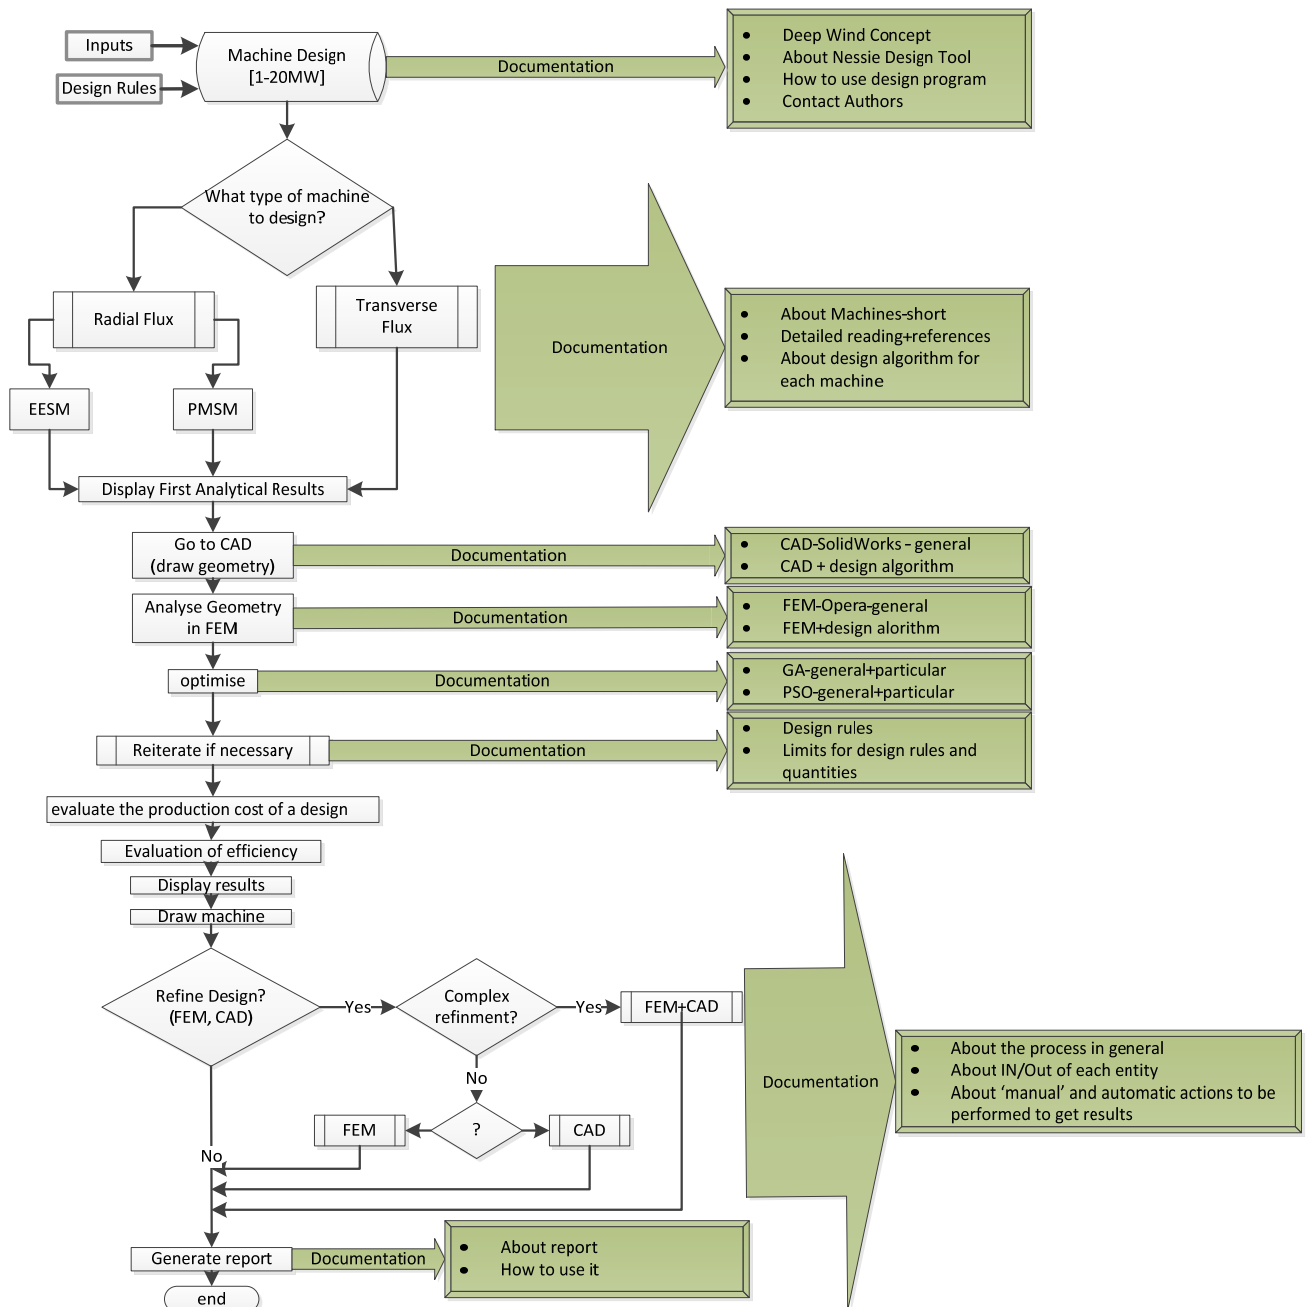 Inputs
Design Rules
Machine Design
[1-20MW]
Documentation
• Deep Wind Concept
• About Nessie Design Tool
• How to use design program
• Contact Authors
What type of machine
to design?
Radial Flux
Transverse
Flux
EESM
PMSM
Documentation
• About Machines-short
• Detailed reading+references
• About design algorithm for
each machine
Display First Analytical Results
Go to CAD
(draw geometry)
Documentation
• CAD-SolidWorks – general
• CAD + design algorithm
Analyse Geometry
in FEM
Documentation
• FEM-Opera-general
• FEM+design alorithm
optimise
Documentation
• GA-general+particular
• PSO-general+particular
Reiterate if necessary
Documentation
• Design rules
• Limits for design rules and
quantities
evaluate the production cost of a design
Evaluation of efficiency
Display results
Draw machine
Refine Design?
(FEM, CAD)
Yes
Complex
refinment?
Yes
FEM+CAD
No
?
FEM
CAD
No
Documentation
• About the process in general
• About IN/Out of each entity
• About ‘manual’ and automatic actions to be
performed to get results
Generate report
Documentation
• About report
• How to use it
end